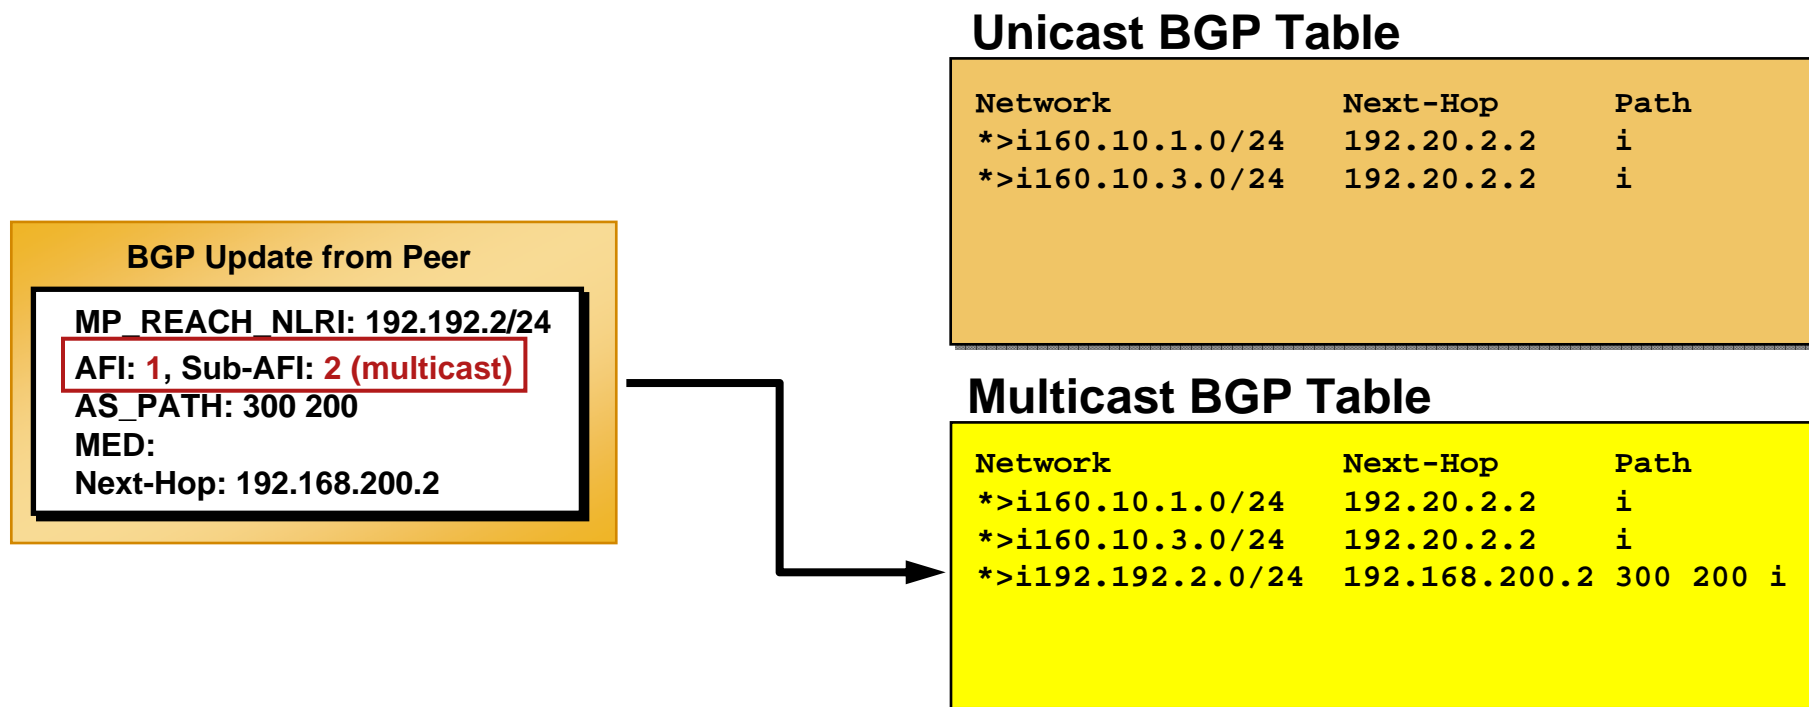 Unicast BGP Table
Network Next-Hop Path
*>i160.10.1.0/24 192.20.2.2 i
*>i160.10.3.0/24 192.20.2.2 i
BGP Update from Peer
MP_REACH_NLRI: 192.192.2/24
AFI: 1, Sub-AFI: 2 (multicast)
AS_PATH: 300 200
MED:
Next-Hop: 192.168.200.2
Multicast BGP Table
Network Next-Hop Path
*>i160.10.1.0/24 192.20.2.2 i
*>i160.10.3.0/24 192.20.2.2 i
*>i192.192.2.0/24 192.168.200.2 300 200 i